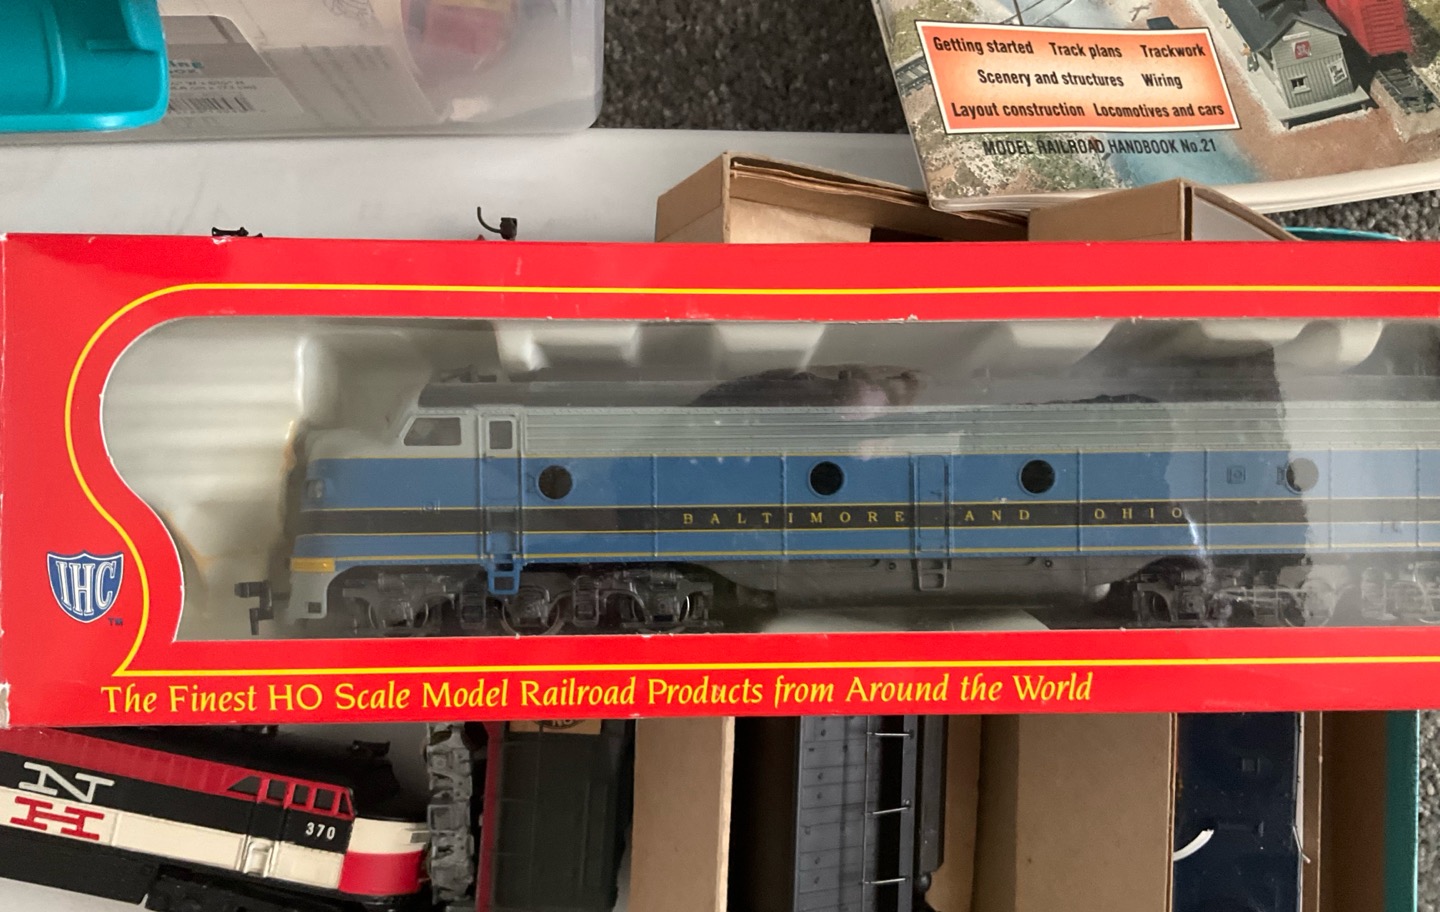 Getting started Track plans Trackwork
Scenery and structures Wiring
Layout construction Locomotives and cars
MODEL RAILROAD HANDBOOK No.21
BALTIMORE AND OHIO
IHC
TM
The Finest HO Scale Model Railroad Products from Around the World
N
H
370